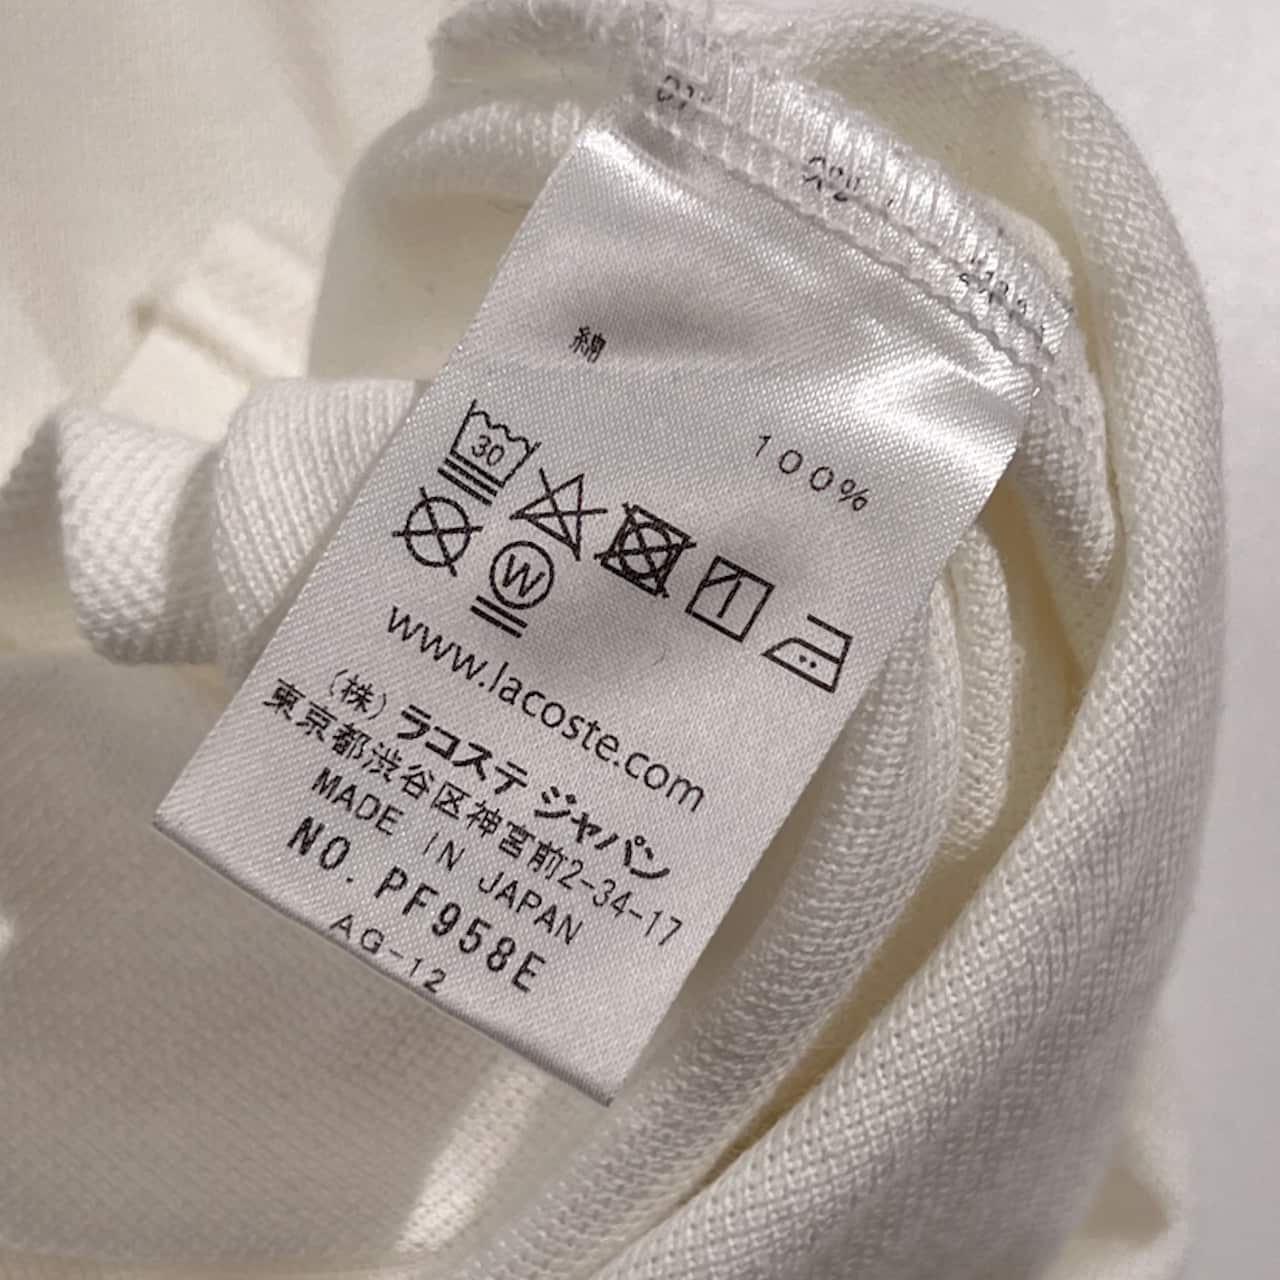 綿
100%
30
W
www.lacoste.com
(株)ラコステ ジャパン
東京都渋谷区神宮前2-34-17
MADE IN JAPAN
NO. PF958E
AG-12